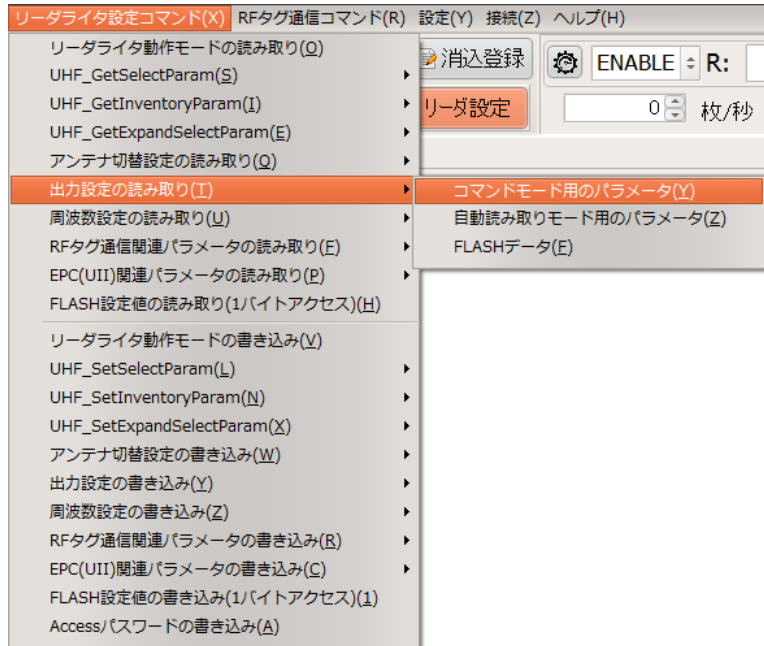 リーダライタ設定コマンド(X) RFタグ通信コマンド(R) 設定(Y) 接続(Z) ヘルプ(H)
リーダライタ動作モードの読み取り(O)
UHF_GetSelectParam(S)
UHF_GetInventoryParam(I)
UHF_GetExpandSelectParam(E)
アンテナ切替設定の読み取り(Q)
出力設定の読み取り(T)
周波数設定の読み取り(U)
RFタグ通信関連パラメータの読み取り(F)
EPC(UII)関連パラメータの読み取り(P)
FLASH設定値の読み取り(1バイトアクセス)(H)
リーダライタ動作モードの書き込み(V)
UHF_SetSelectParam(L)
UHF_SetInventoryParam(N)
UHF_SetExpandSelectParam(X)
アンテナ切替設定の書き込み(W)
出力設定の書き込み(Y)
周波数設定の書き込み(Z)
RFタグ通信関連パラメータの書き込み(R)
EPC(UII)関連パラメータの書き込み(C)
FLASH設定値の書き込み(1バイトアクセス)(1)
Accessパスワードの書き込み(A)
消込登録 ENABLE R:
リーダ設定 0 枚/秒
コマンドモード用のパラメータ(Y)
自動読み取りモード用のパラメータ(Z)
FLASHデータ(F)